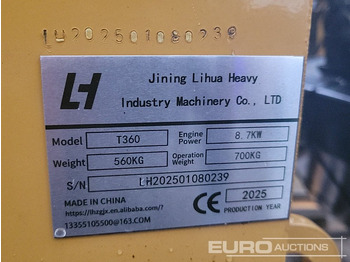 LH202501080239
LH
Jining Lihua Heavy
Industry Machinery Co., LTD
Model T360 Engine Power 8.7KW
Weight 560KG Operation Weight 700KG
S/N LH202501080239
MADE IN CHINA
https://lhzgjx.en.alibaba.com/?
13355105500@163.COM
CE 2025
PRODUCTION YEAR
EURO AUCTIONS